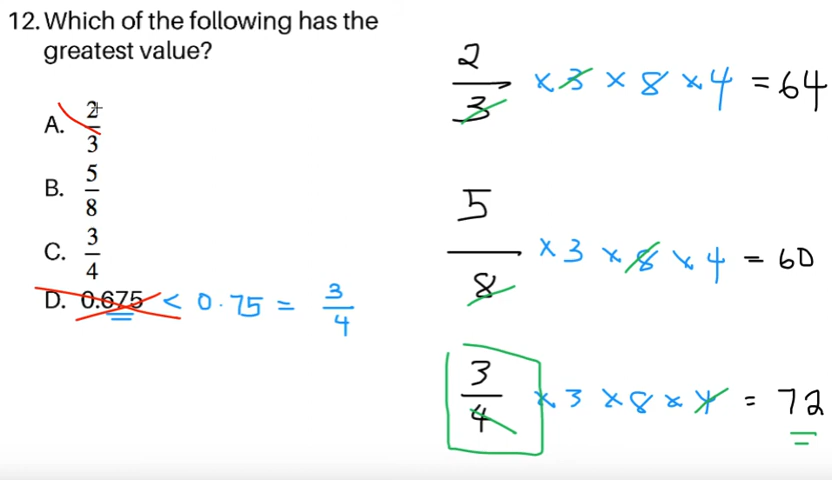 12. Which of the following has the
greatest value?
A. 2/3
B. 5/8
C. 3/4
D. 0.675 < 0.75 = 3/4
2/3 × 3 × 8 × 4 = 64
5/8 × 3 × 8 × 4 = 60
3/4 × 3 × 8 × 4 = 72